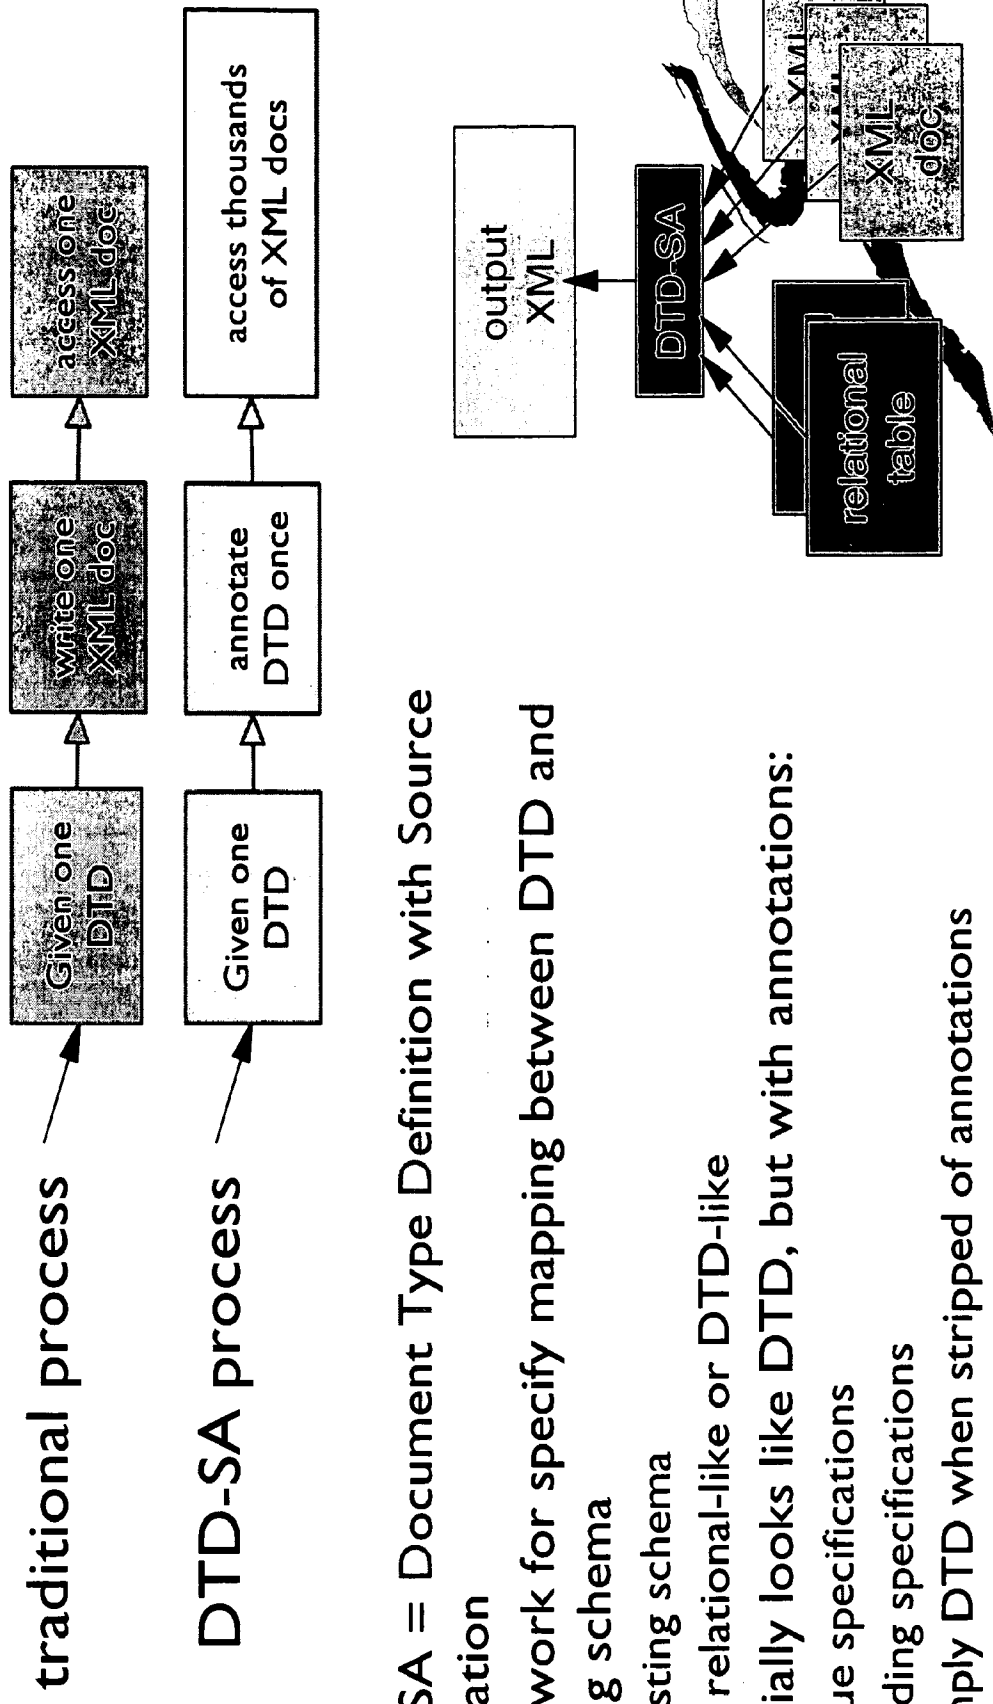 traditional process
Given one
DTD
write one
XML doc
access one
XML doc
DTD-SA process
Given one
DTD
annotate
DTD once
access thousands
of XML docs
SA = Document Type Definition with Source
ation
work for specify mapping between DTD and
g schema
sting schema
relational-like or DTD-like
ially looks like DTD, but with annotations:
ue specifications
ding specifications
ply DTD when stripped of annotations
output
XML
DTD-SA
relational
table
XML
doc